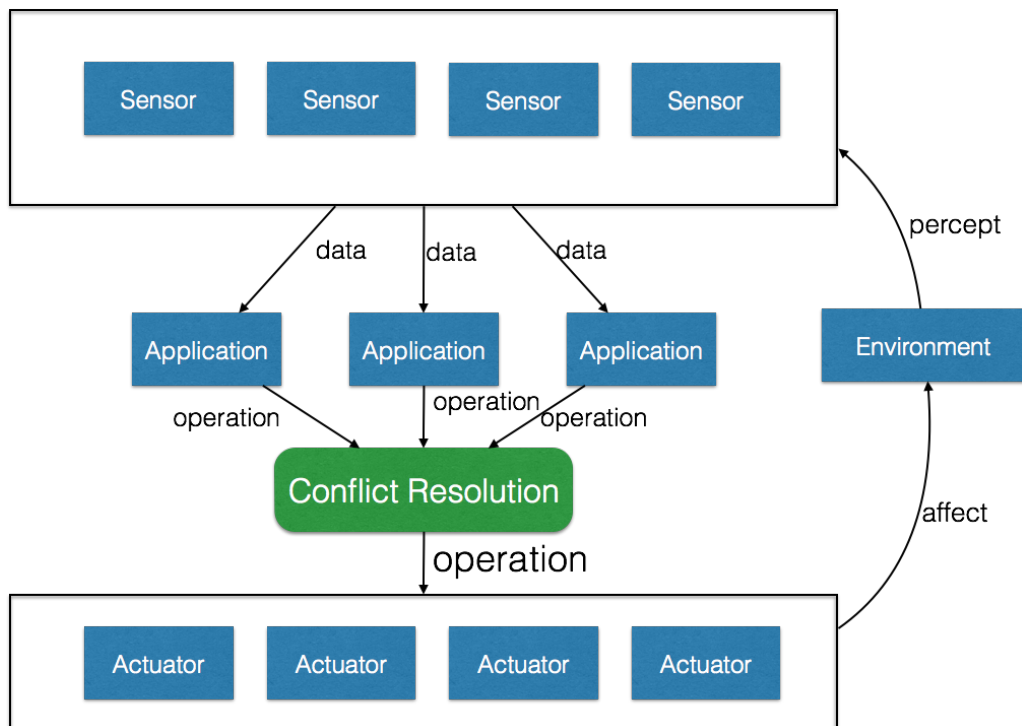 Sensor
Sensor
Sensor
Sensor
percept
data
data
data
Application
Application
Application
Environment
operation
operation
operation
Conflict Resolution
affect
operation
Actuator
Actuator
Actuator
Actuator